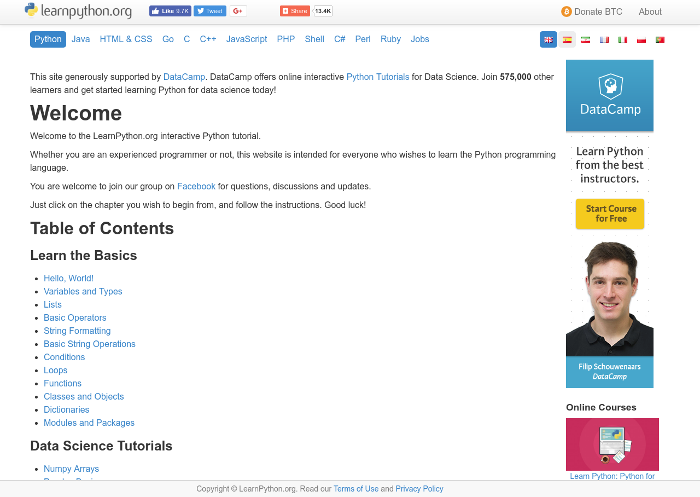 learnpython.org Like 9.7K Tweet G+ Share 13.4K Donate BTC About
Python Java HTML & CSS Go C C++ JavaScript PHP Shell C# Perl Ruby Jobs
This site generously supported by DataCamp. DataCamp offers online interactive Python Tutorials for Data Science. Join 575,000 other
learners and get started learning Python for data science today!
Welcome
Welcome to the LearnPython.org interactive Python tutorial.
Whether you are an experienced programmer or not, this website is intended for everyone who wishes to learn the Python programming
language.
You are welcome to join our group on Facebook for questions, discussions and updates.
Just click on the chapter you wish to begin from, and follow the instructions. Good luck!
Table of Contents
Learn the Basics
Hello, World!
Variables and Types
Lists
Basic Operators
String Formatting
Basic String Operations
Conditions
Loops
Functions
Classes and Objects
Dictionaries
Modules and Packages
Data Science Tutorials
Numpy Arrays
DataCamp
Learn Python
from the best
instructors.
Start Course
for Free
Filip Schouwenaars
DataCamp
Online Courses
Learn Python: Python for
Copyright © LearnPython.org. Read our Terms of Use and Privacy Policy